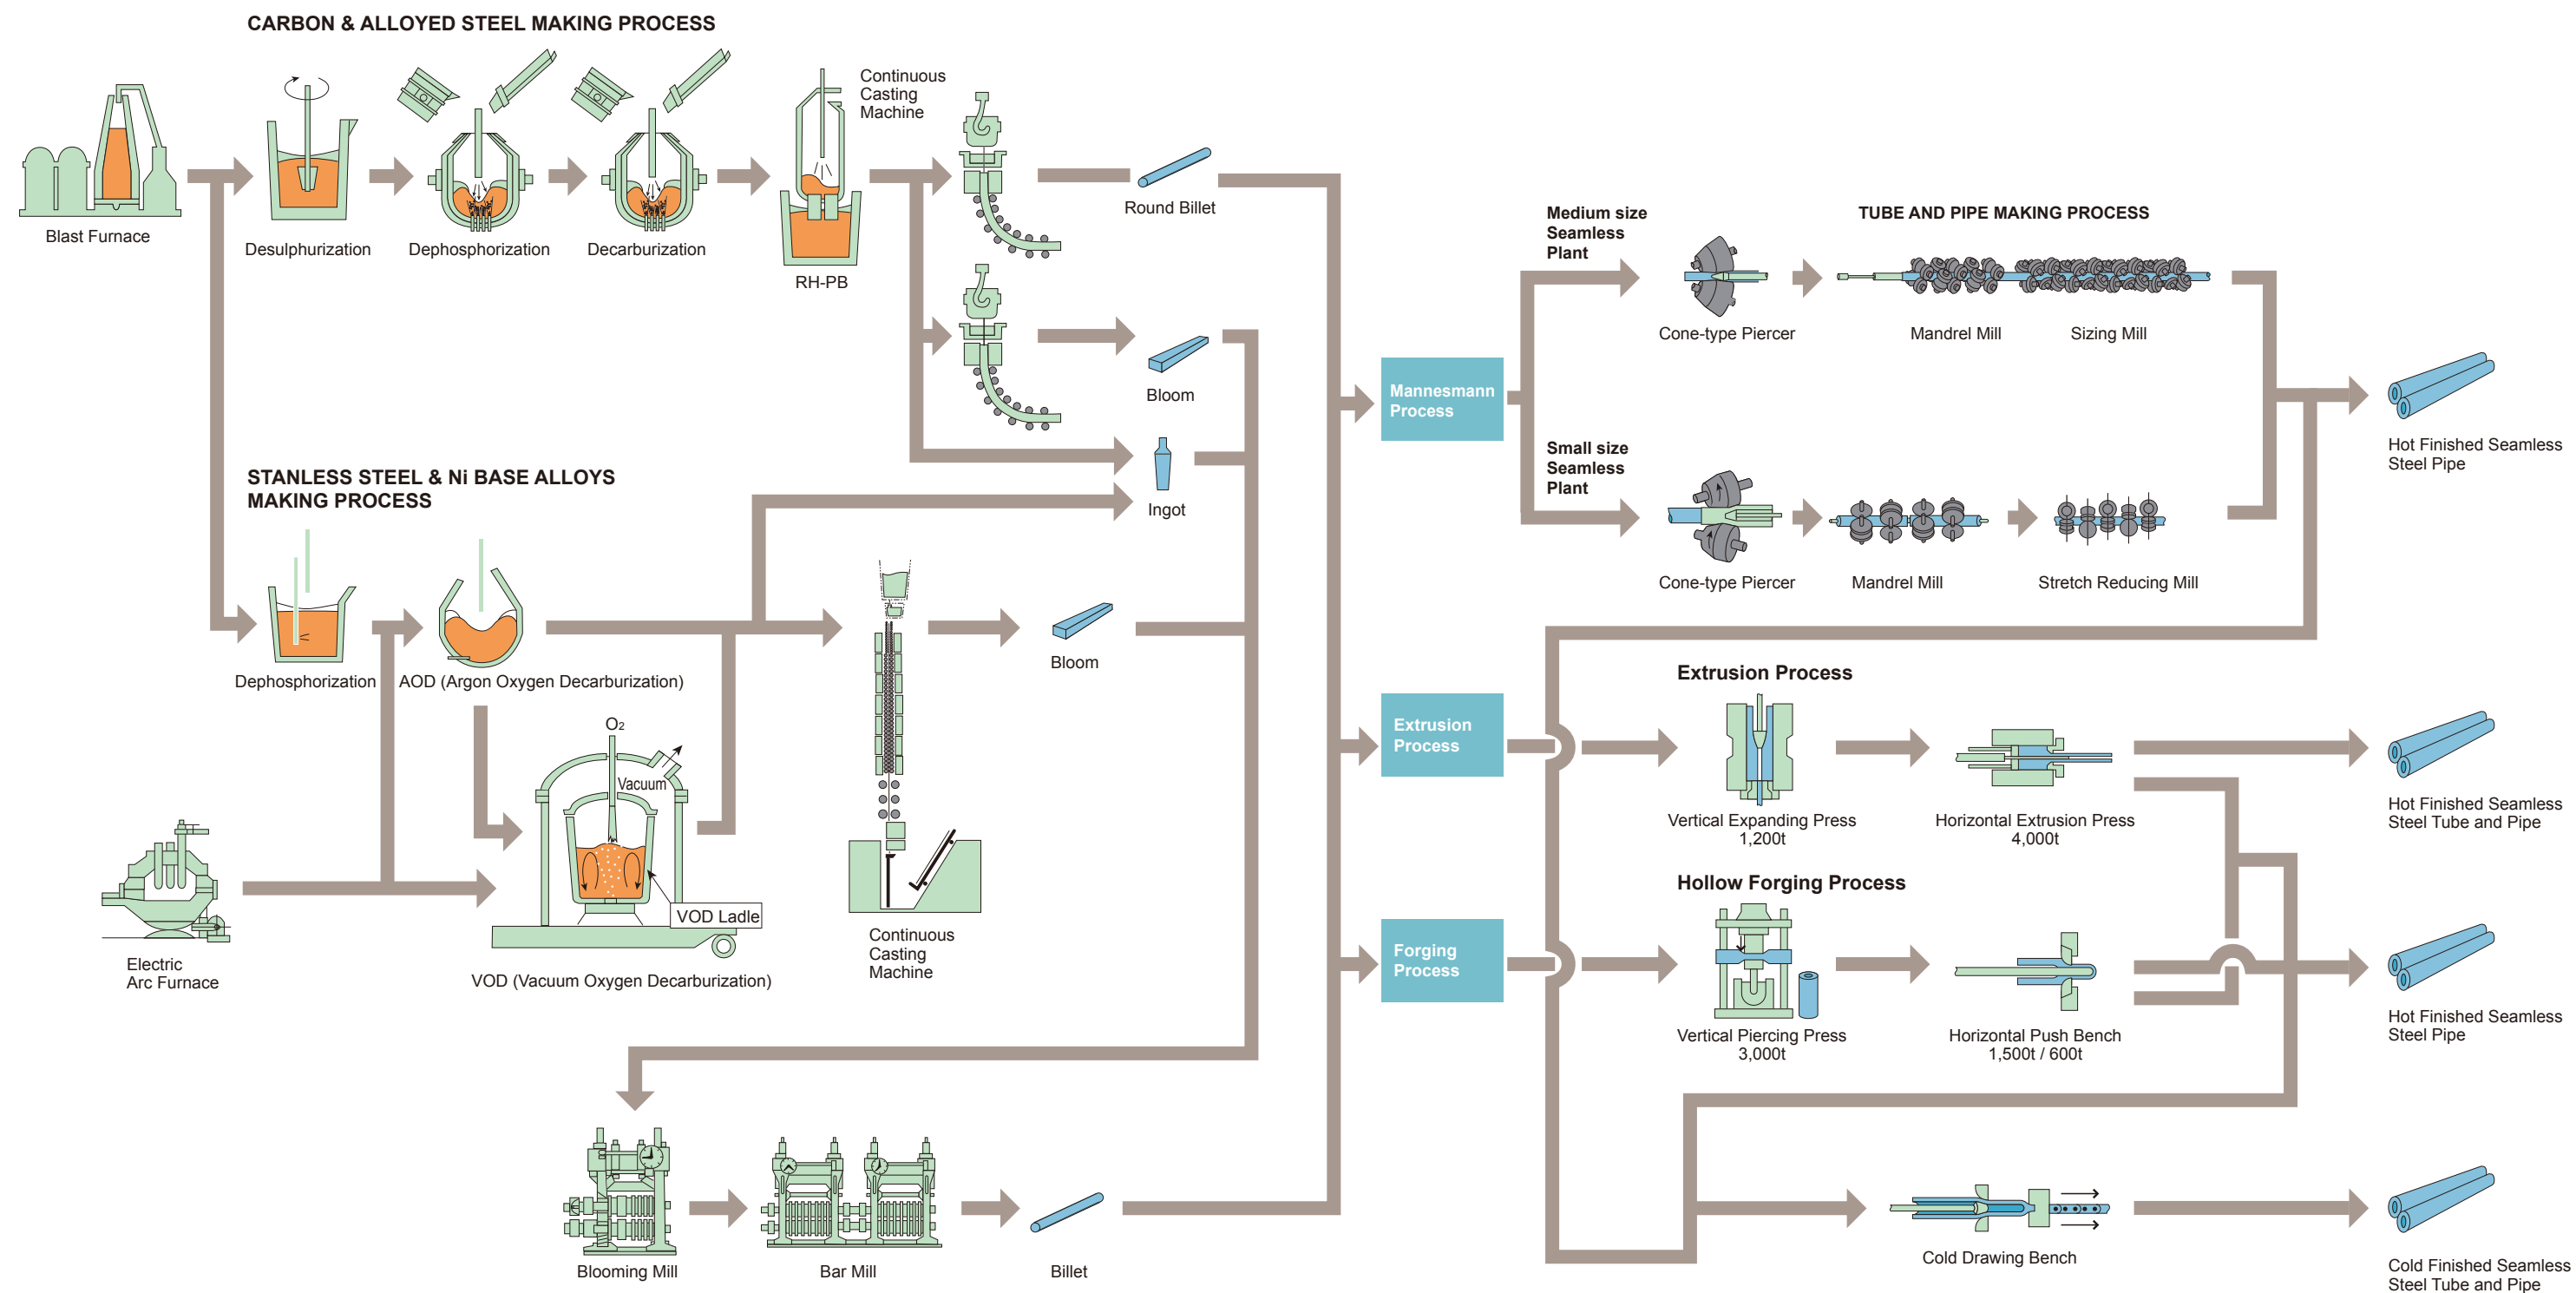 CARBON & ALLOYED STEEL MAKING PROCESS
Blast Furnace
Desulphurization
Dephosphorization
Decarburization
RH-PB
Continuous
Casting
Machine
Round Billet
Bloom
Ingot
STANLESS STEEL & Ni BASE ALLOYS
MAKING PROCESS
Dephosphorization
AOD (Argon Oxygen Decarburization)
O2
Vacuum
VOD Ladle
VOD (Vacuum Oxygen Decarburization)
Electric
Arc Furnace
Continuous
Casting
Machine
Bloom
Blooming Mill
Bar Mill
Billet
Mannesmann
Process
Extrusion
Process
Forging
Process
TUBE AND PIPE MAKING PROCESS
Medium size
Seamless
Plant
Cone-type Piercer
Mandrel Mill
Sizing Mill
Small size
Seamless
Plant
Cone-type Piercer
Mandrel Mill
Stretch Reducing Mill
Hot Finished Seamless
Steel Pipe
Extrusion Process
Vertical Expanding Press
1,200t
Horizontal Extrusion Press
4,000t
Hot Finished Seamless
Steel Tube and Pipe
Hollow Forging Process
Vertical Piercing Press
3,000t
Horizontal Push Bench
1,500t / 600t
Hot Finished Seamless
Steel Pipe
Cold Drawing Bench
Cold Finished Seamless
Steel Tube and Pipe